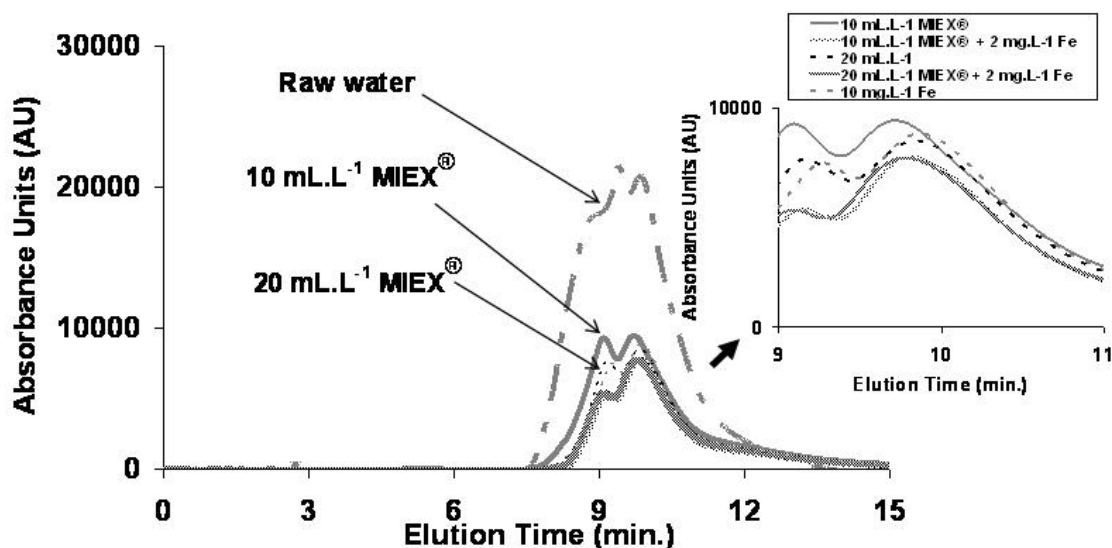 Absorbance Units (AU)
30000
20000
10000
0
0 3 6 9 12 15
Elution Time (min.)
Raw water
10 mL.L-1 MIEX®
20 mL.L-1 MIEX®
10 mL.L-1 MIEX®
10 mL.L-1 MIEX® + 2 mg.L-1 Fe
20 mL.L-1
20 mL.L-1 MIEX® + 2 mg.L-1 Fe
10 mg.L-1 Fe
Absorbance Units (AU)
10000
0
9 10 11
Elution Time (min.)